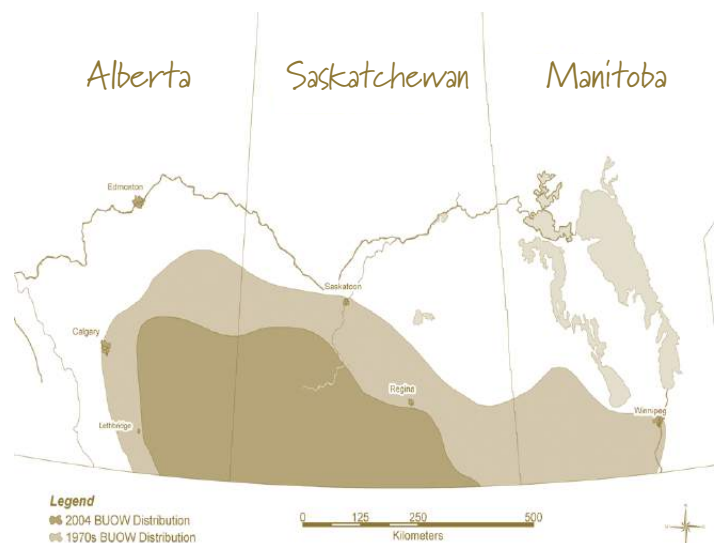 Alberta Saskatchewan Manitoba
Edmonton
Saskatoon
Calgary
Regina
Winnipeg
Lethbridge
Legend
2004 BUOW Distribution
1970s BUOW Distribution
0 125 250 500
Kilometers
N